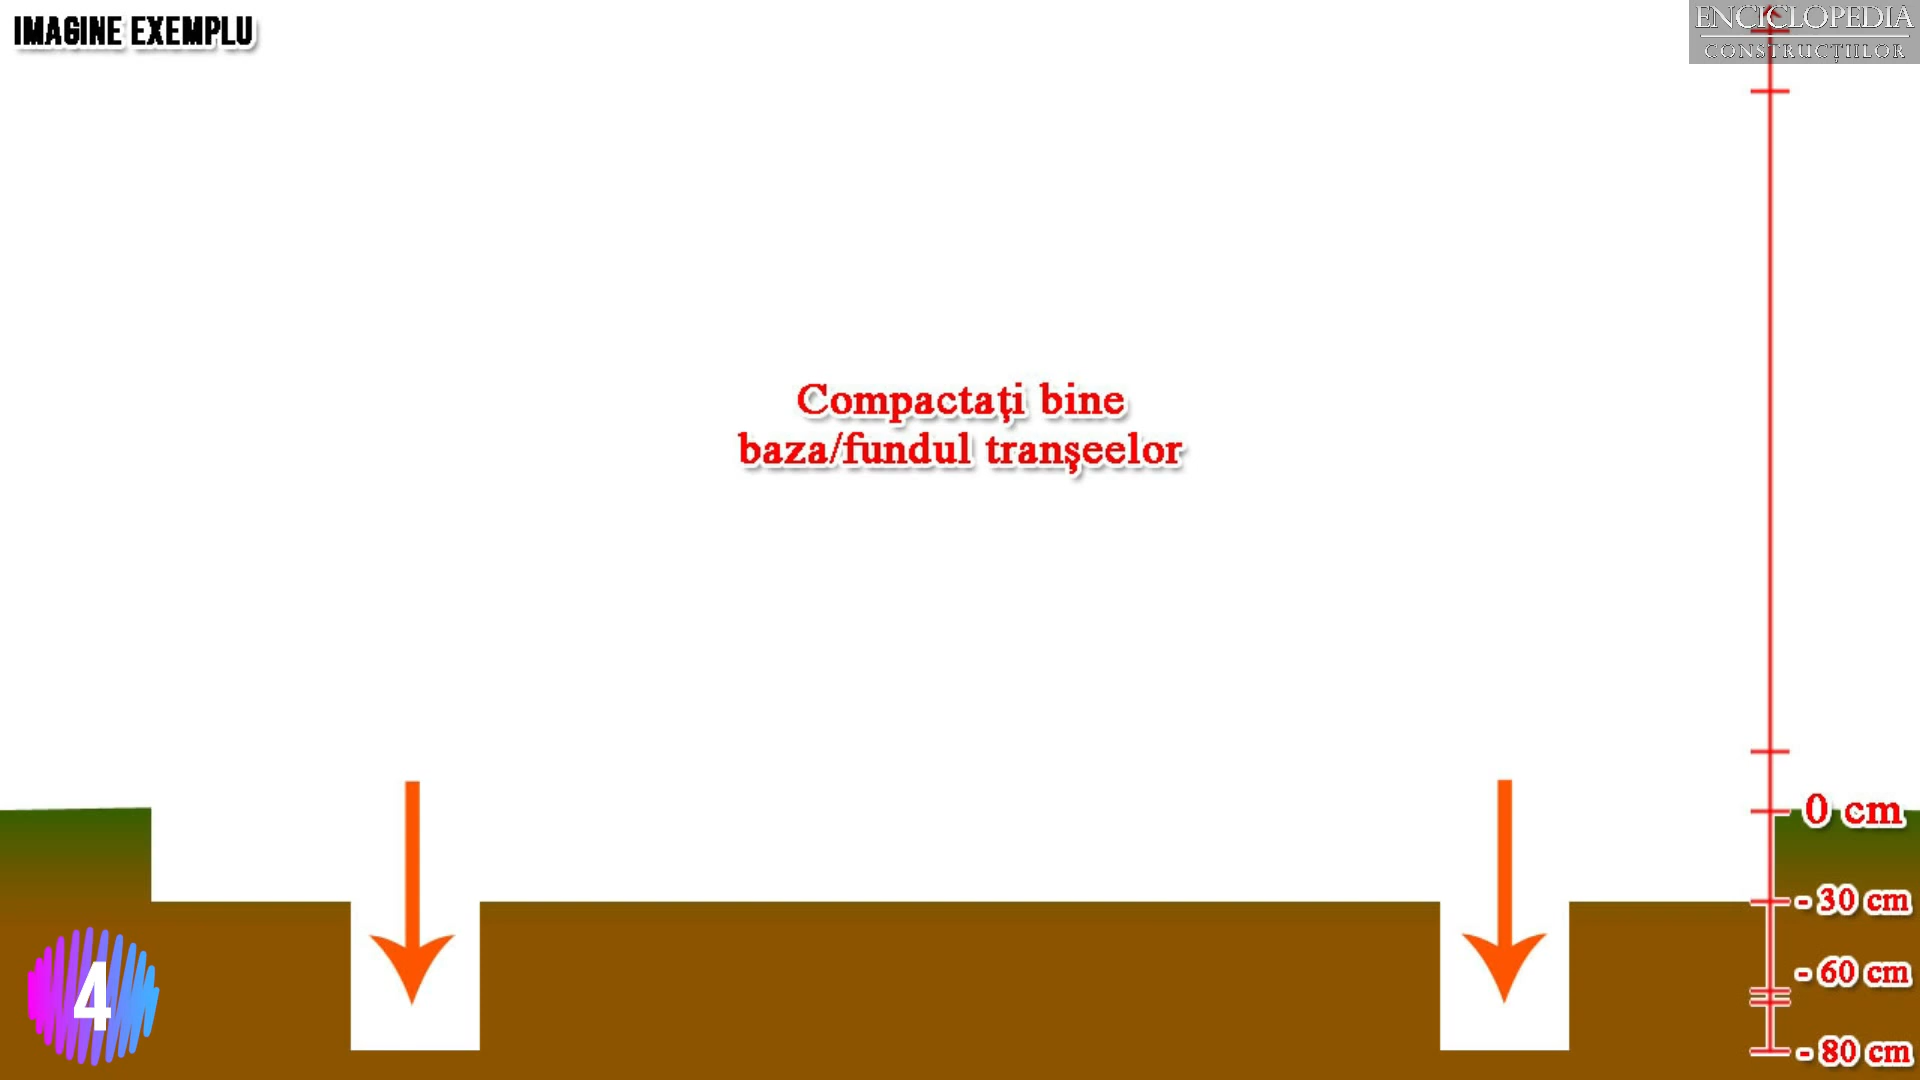 IMAGINE EXEMPLU
ENCICLOPEDIA
CONSTRUCȚIILOR
Compactaţi bine
baza/fundul tranşeelor
0 cm
- 30 cm
- 60 cm
- 80 cm
4